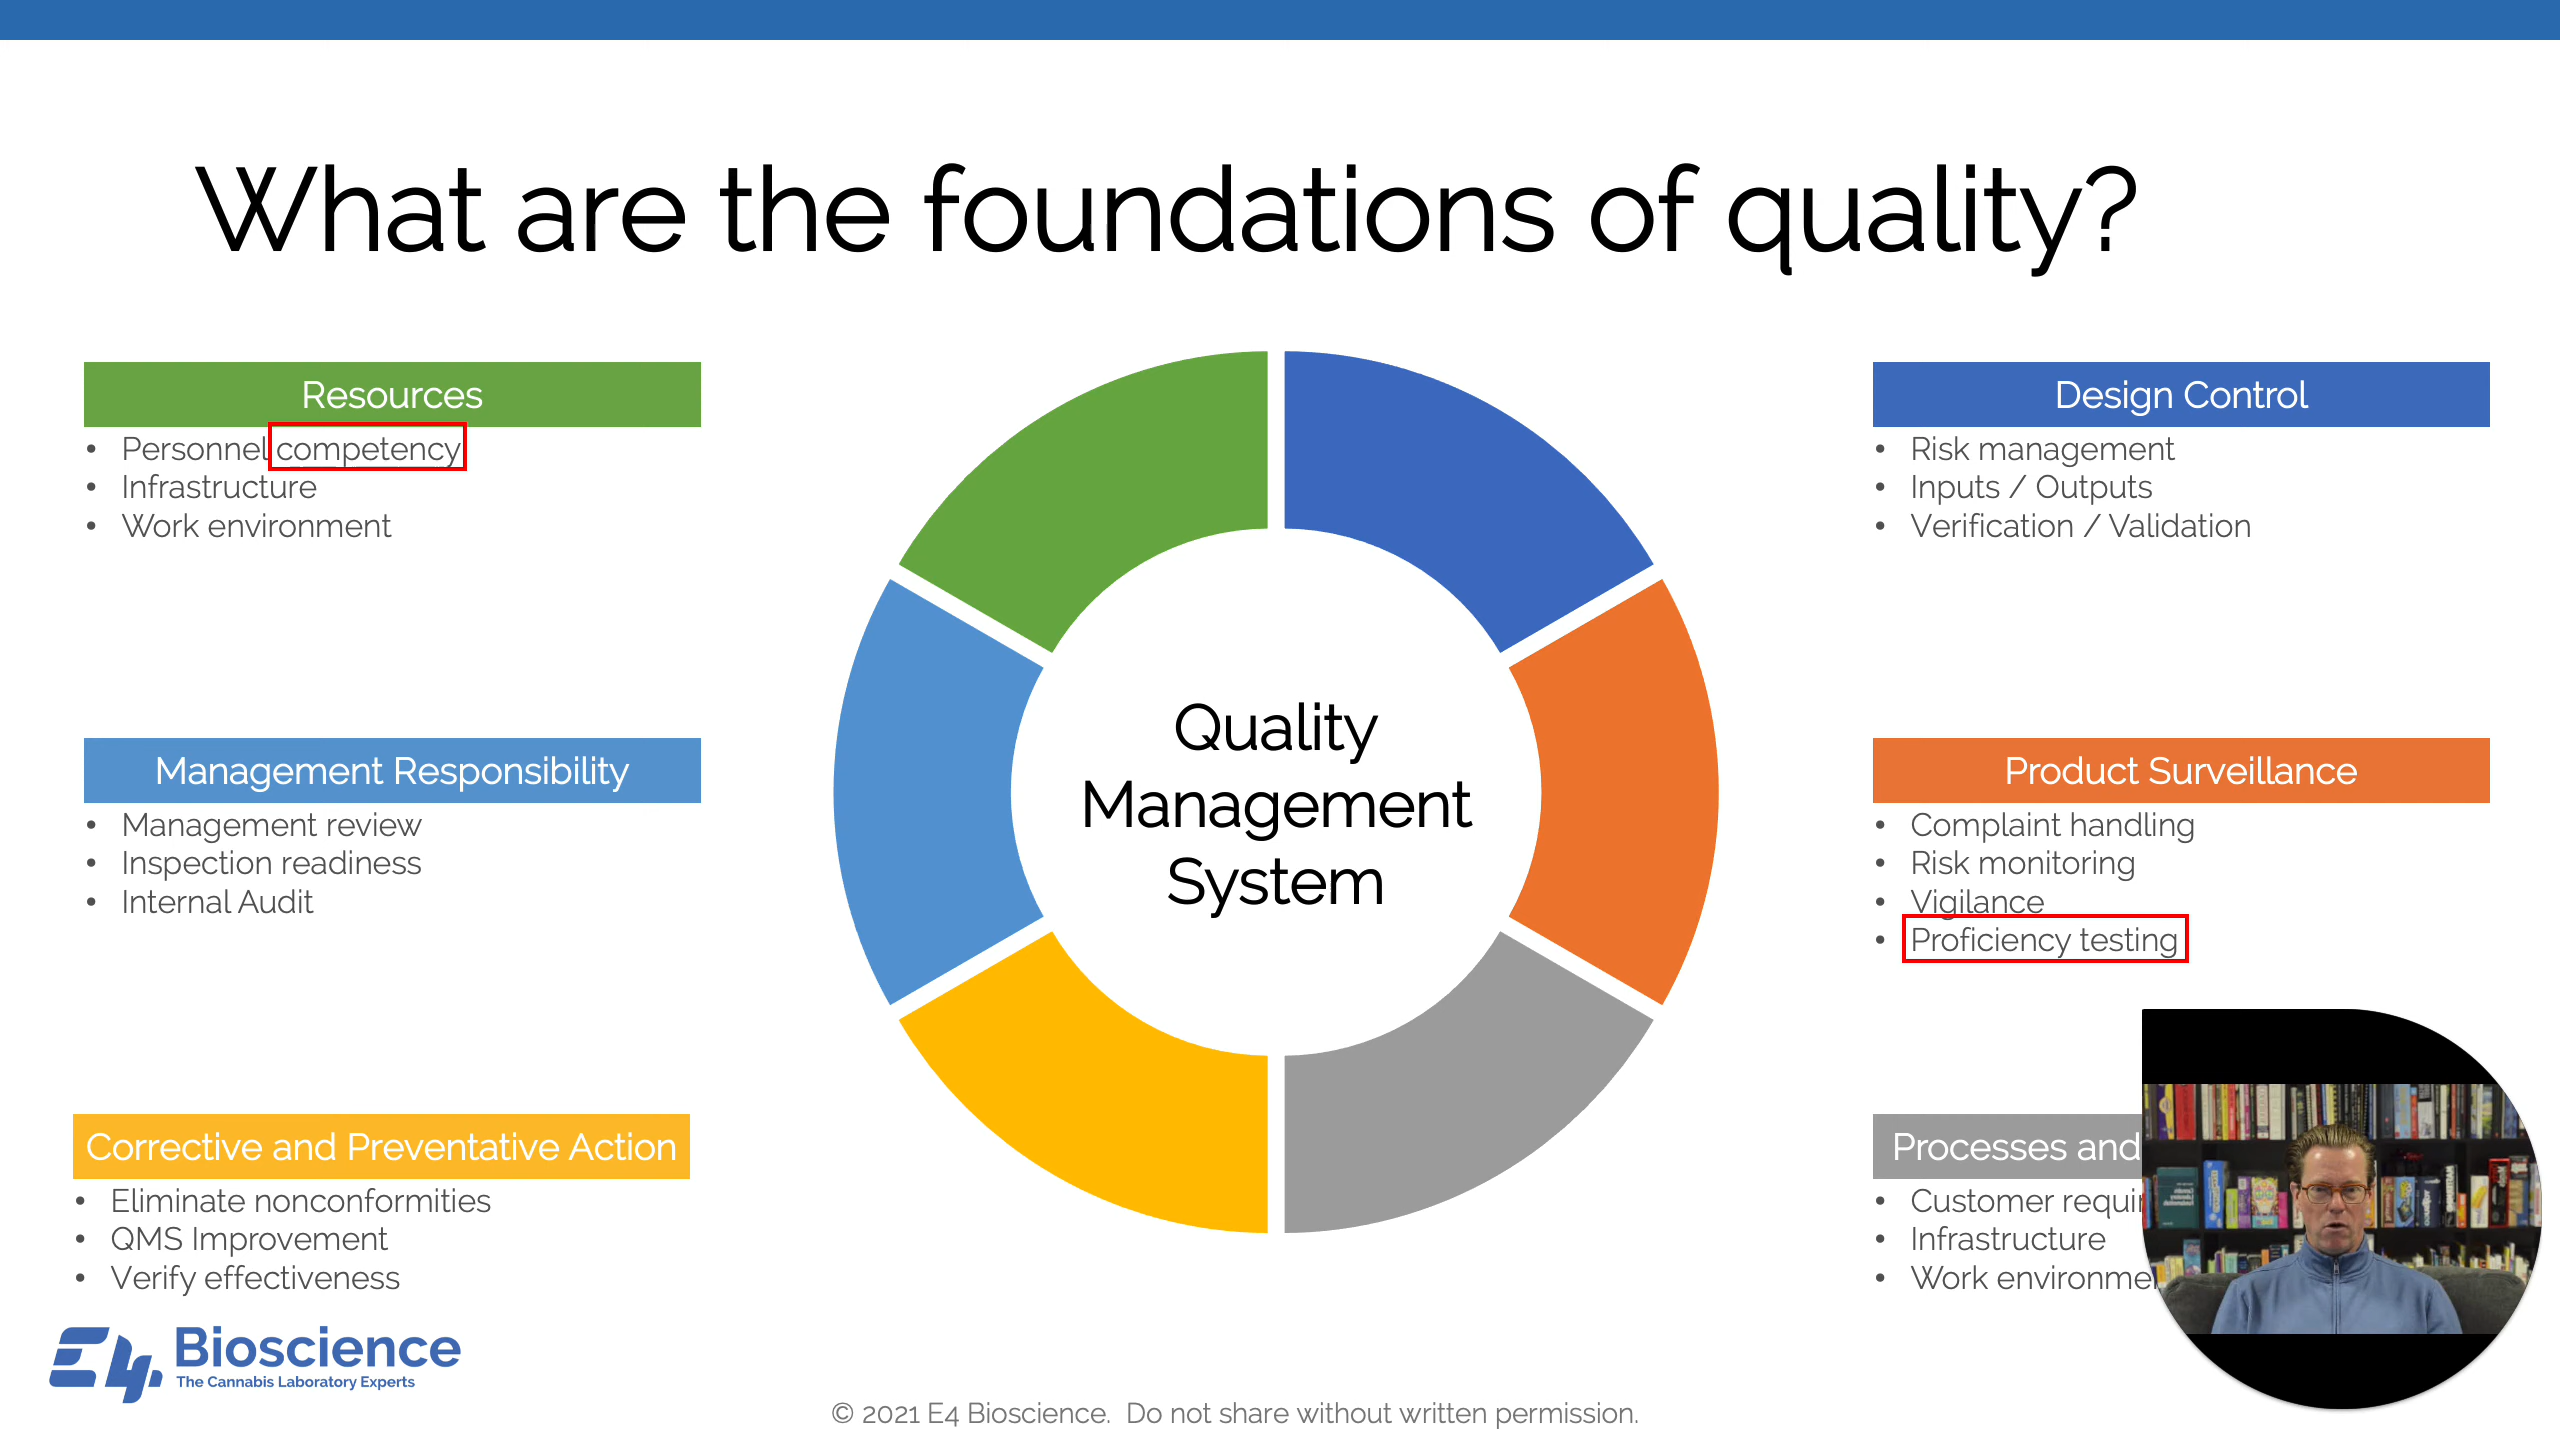 What are the foundations of quality?
Resources
• Personnel competency
• Infrastructure
• Work environment
Management Responsibility
• Management review
• Inspection readiness
• Internal Audit
Corrective and Preventative Action
• Eliminate nonconformities
• QMS Improvement
• Verify effectiveness
Quality
Management
System
Design Control
• Risk management
• Inputs / Outputs
• Verification / Validation
Product Surveillance
• Complaint handling
• Risk monitoring
• Vigilance
• Proficiency testing
Processes and
• Customer
• Infrastructure
• Work
E4 Bioscience
The Cannabis Laboratory Experts
© 2021 E4 Bioscience. Do not share without written permission.